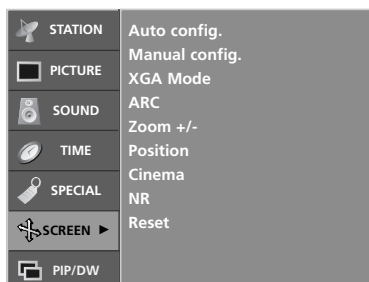 STATION
PICTURE
SOUND
TIME
SPECIAL
SCREEN ►
PIP/DW
Auto config.
Manual config.
XGA Mode
ARC
Zoom +/-
Position
Cinema
NR
Reset